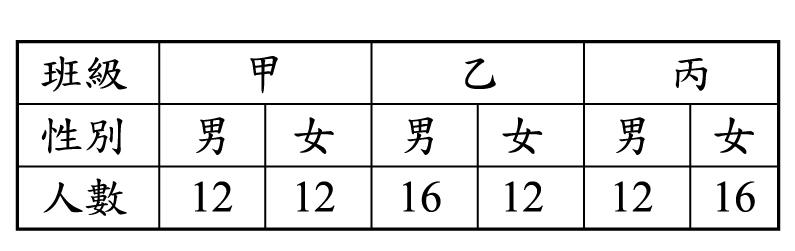 班級 甲 乙 丙
性別 男 女 男 女 男 女
人數 12 12 16 12 12 16